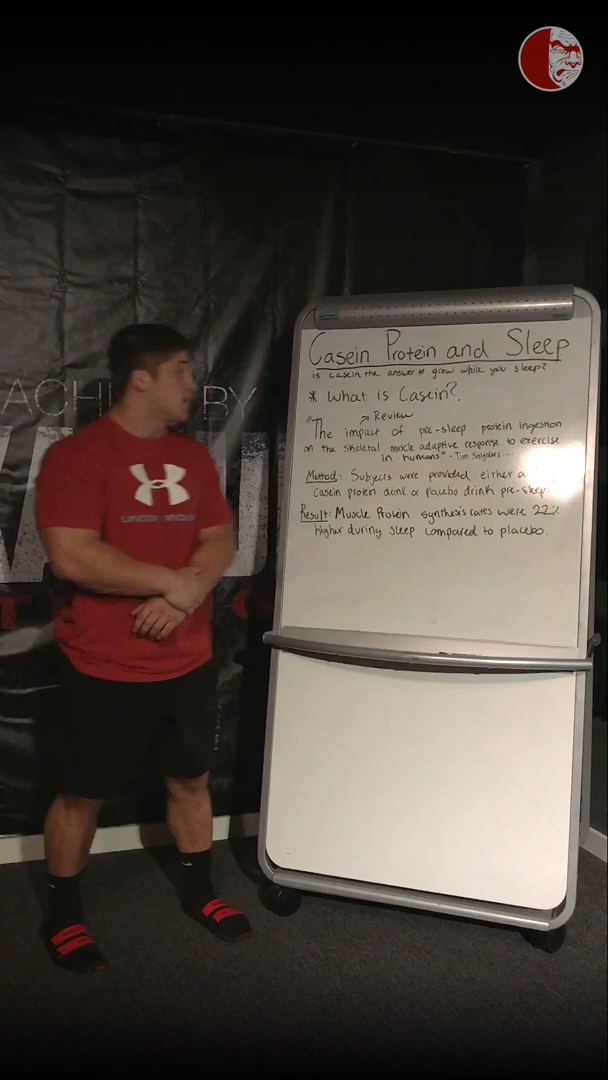 Casein Protein and Sleep
is casein the answer to grow while you sleep?
* What is Casein?
→ Review
"The impact of pre-sleep protein ingestion
on the skeletal muscle adaptive response to exercise
in humans" - Tim Snijders....
Method: Subjects were provided either a
casein protein drink or placebo drink pre-sleep.
Result: Muscle Protein synthesis rates were 22%
higher during sleep compared to placebo.
BY
UNDER ARMOUR